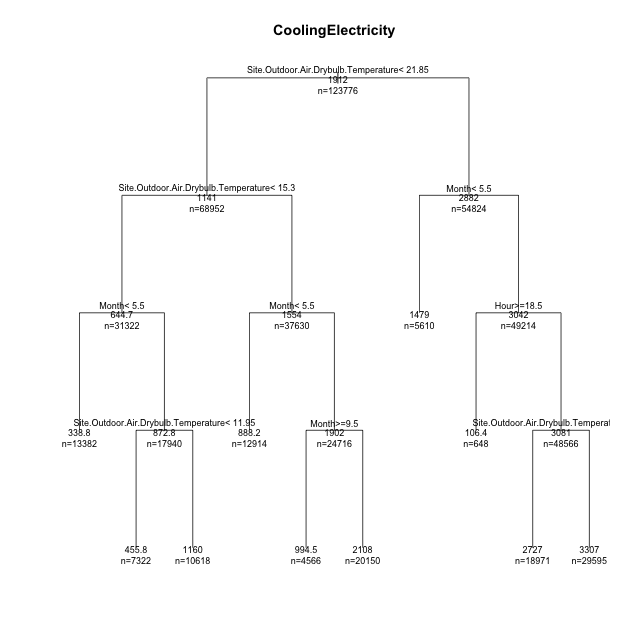 CoolingElectricity
Site.Outdoor.Air.Drybulb.Temperature< 21.85
1912
n=123776
Site.Outdoor.Air.Drybulb.Temperature< 15.3
1141
n=68952
Month< 5.5
2882
n=54824
Month< 5.5
644.7
n=31322
Month< 5.5
1554
n=37630
1479
n=5610
Hour>=18.5
3042
n=49214
338.8
n=13382
Site.Outdoor.Air.Drybulb.Temperature< 11.95
872.8
n=17940
888.2
n=12914
Month>=9.5
1902
n=24716
106.4
n=648
Site.Outdoor.Air.Drybulb.Temperat
3081
n=48566
455.8
n=7322
1160
n=10618
994.5
n=4566
2108
n=20150
2727
n=18971
3307
n=29595